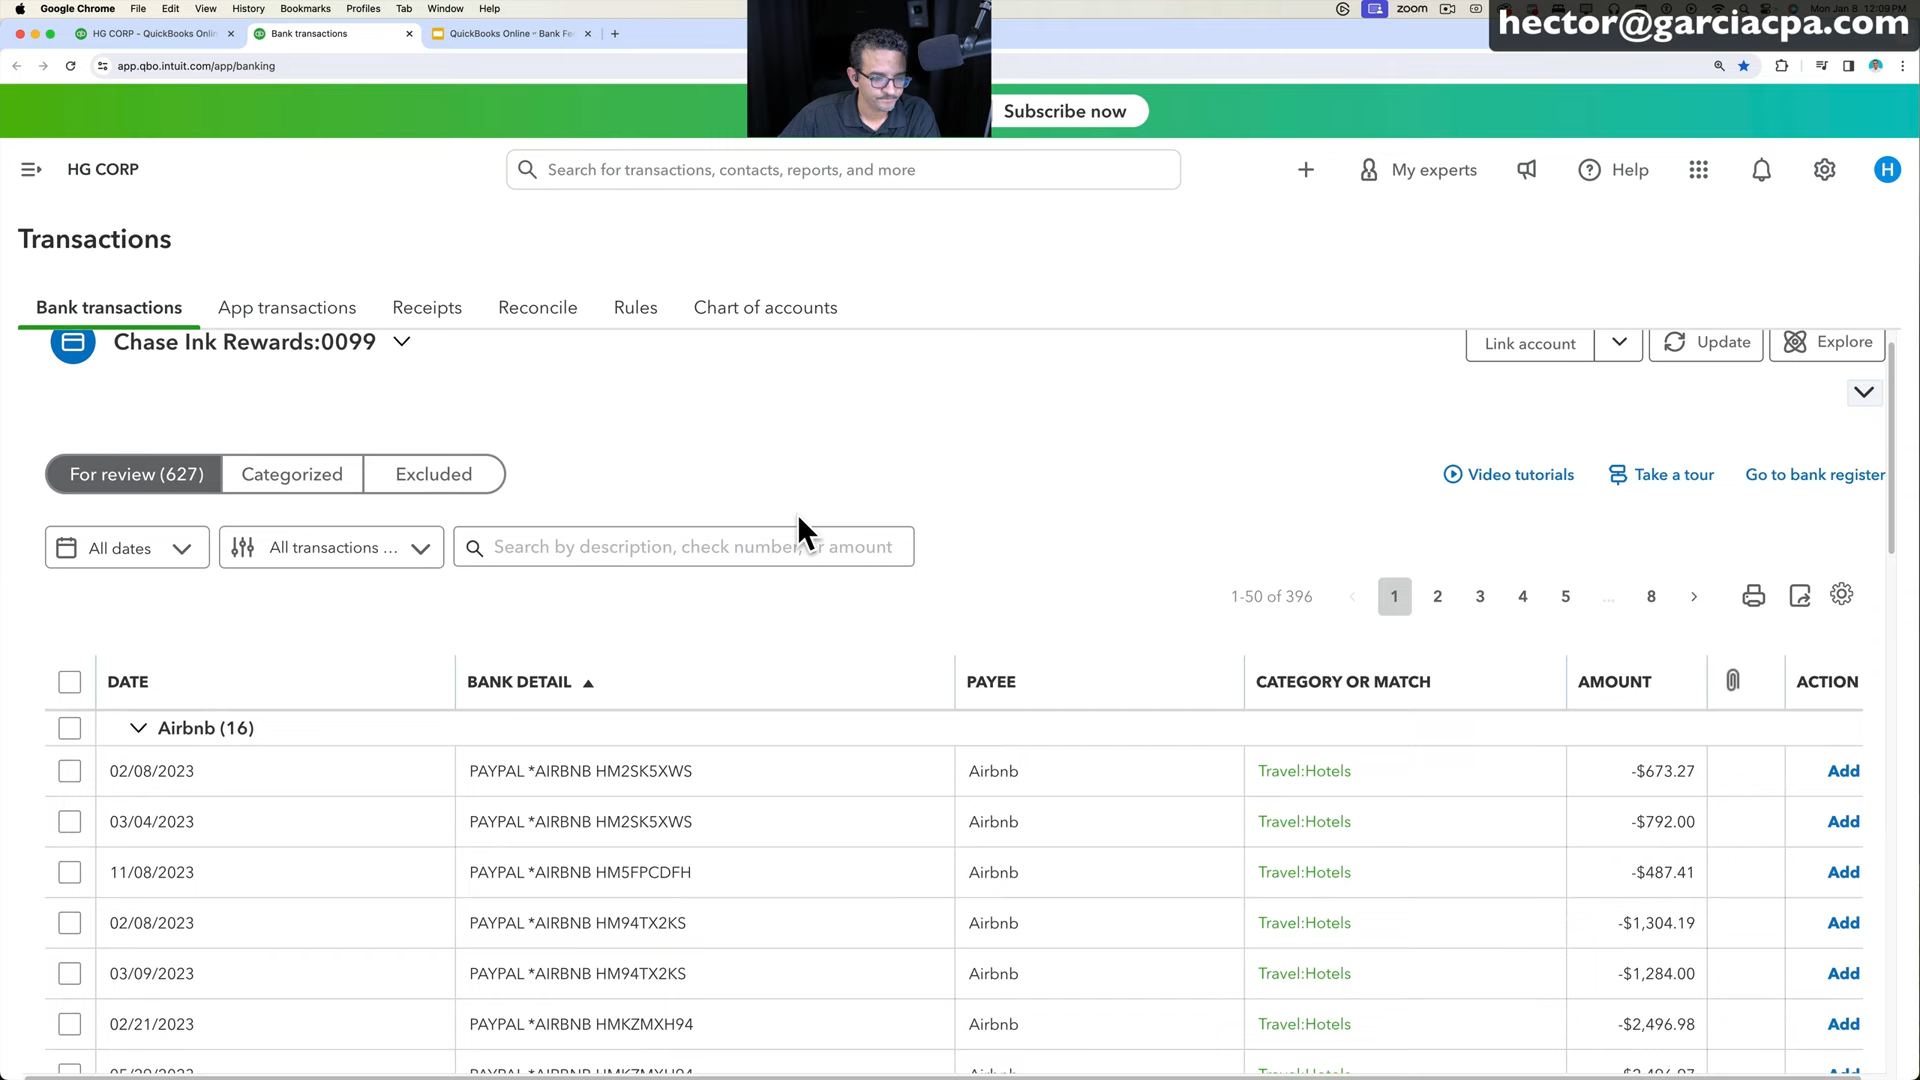 Google Chrome File Edit View History Bookmarks Profiles Tab Window Help
zoom
Mon Jan 8 12:09 PM
hector@garciacpa.com
HG CORP - QuickBooks Onlin
Bank transactions
QuickBooks Online - Bank Fe
app.qbo.intuit.com/app/banking
Subscribe now
HG CORP
Search for transactions, contacts, reports, and more
My experts
Help
H
Transactions
Bank transactions App transactions Receipts Reconcile Rules Chart of accounts
Chase Ink Rewards:0099
Link account
Update
Explore
For review (627) Categorized Excluded
Video tutorials Take a tour Go to bank register
All dates
All transactions ...
Search by description, check number, or amount
1-50 of 396 1 2 3 4 5 ... 8
DATE BANK DETAIL PAYEE CATEGORY OR MATCH AMOUNT ACTION
Airbnb (16)
02/08/2023 PAYPAL *AIRBNB HM2SK5XWS Airbnb Travel:Hotels -$673.27 Add
03/04/2023 PAYPAL *AIRBNB HM2SK5XWS Airbnb Travel:Hotels -$792.00 Add
11/08/2023 PAYPAL *AIRBNB HM5FPCDFH Airbnb Travel:Hotels -$487.41 Add
02/08/2023 PAYPAL *AIRBNB HM94TX2KS Airbnb Travel:Hotels -$1,304.19 Add
03/09/2023 PAYPAL *AIRBNB HM94TX2KS Airbnb Travel:Hotels -$1,284.00 Add
02/21/2023 PAYPAL *AIRBNB HMKZMXH94 Airbnb Travel:Hotels -$2,496.98 Add